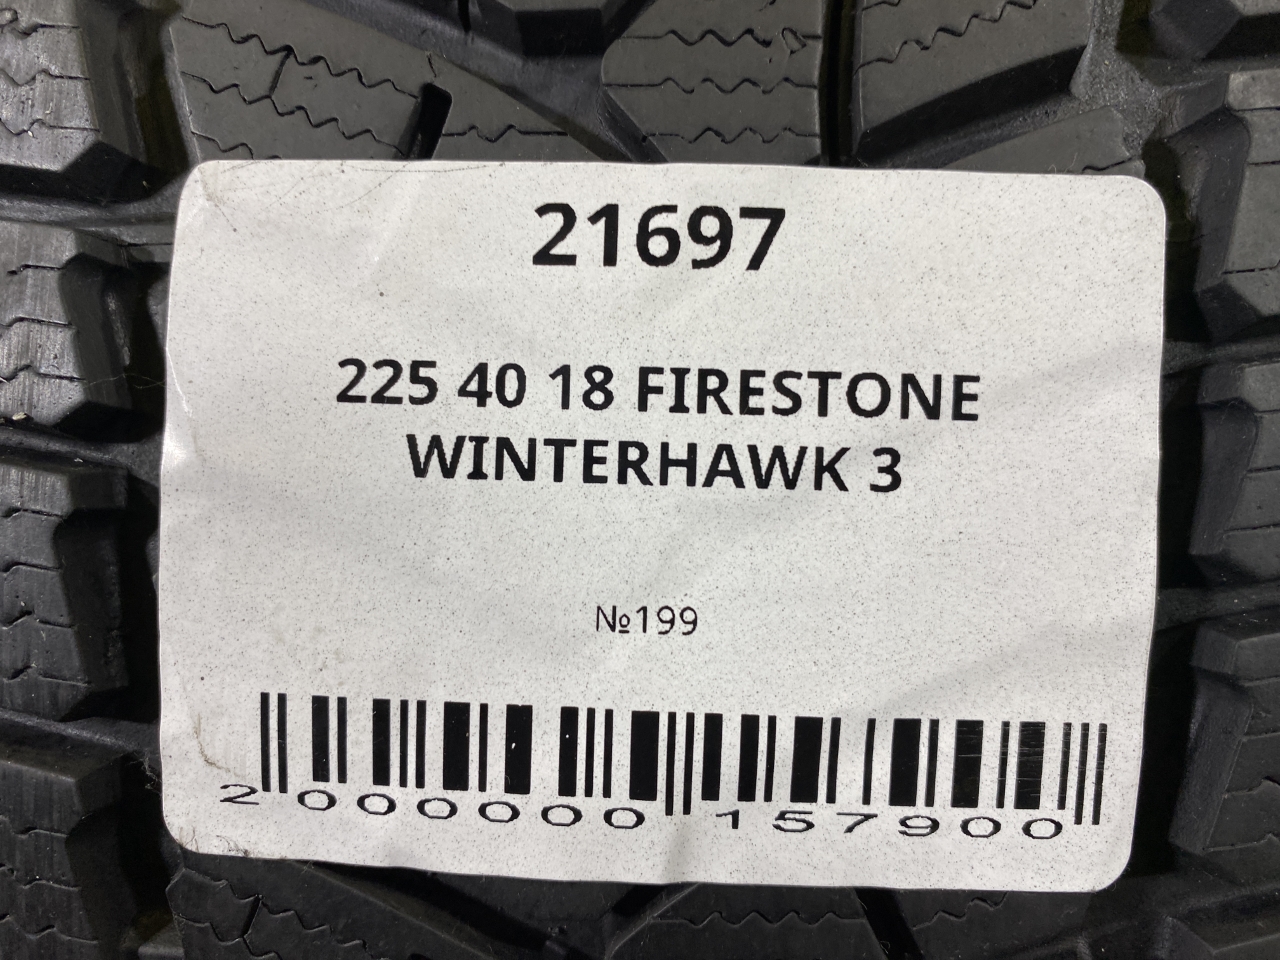 21697
225 40 18 FIRESTONE
WINTERHAWK 3
№199
2 000000 157900